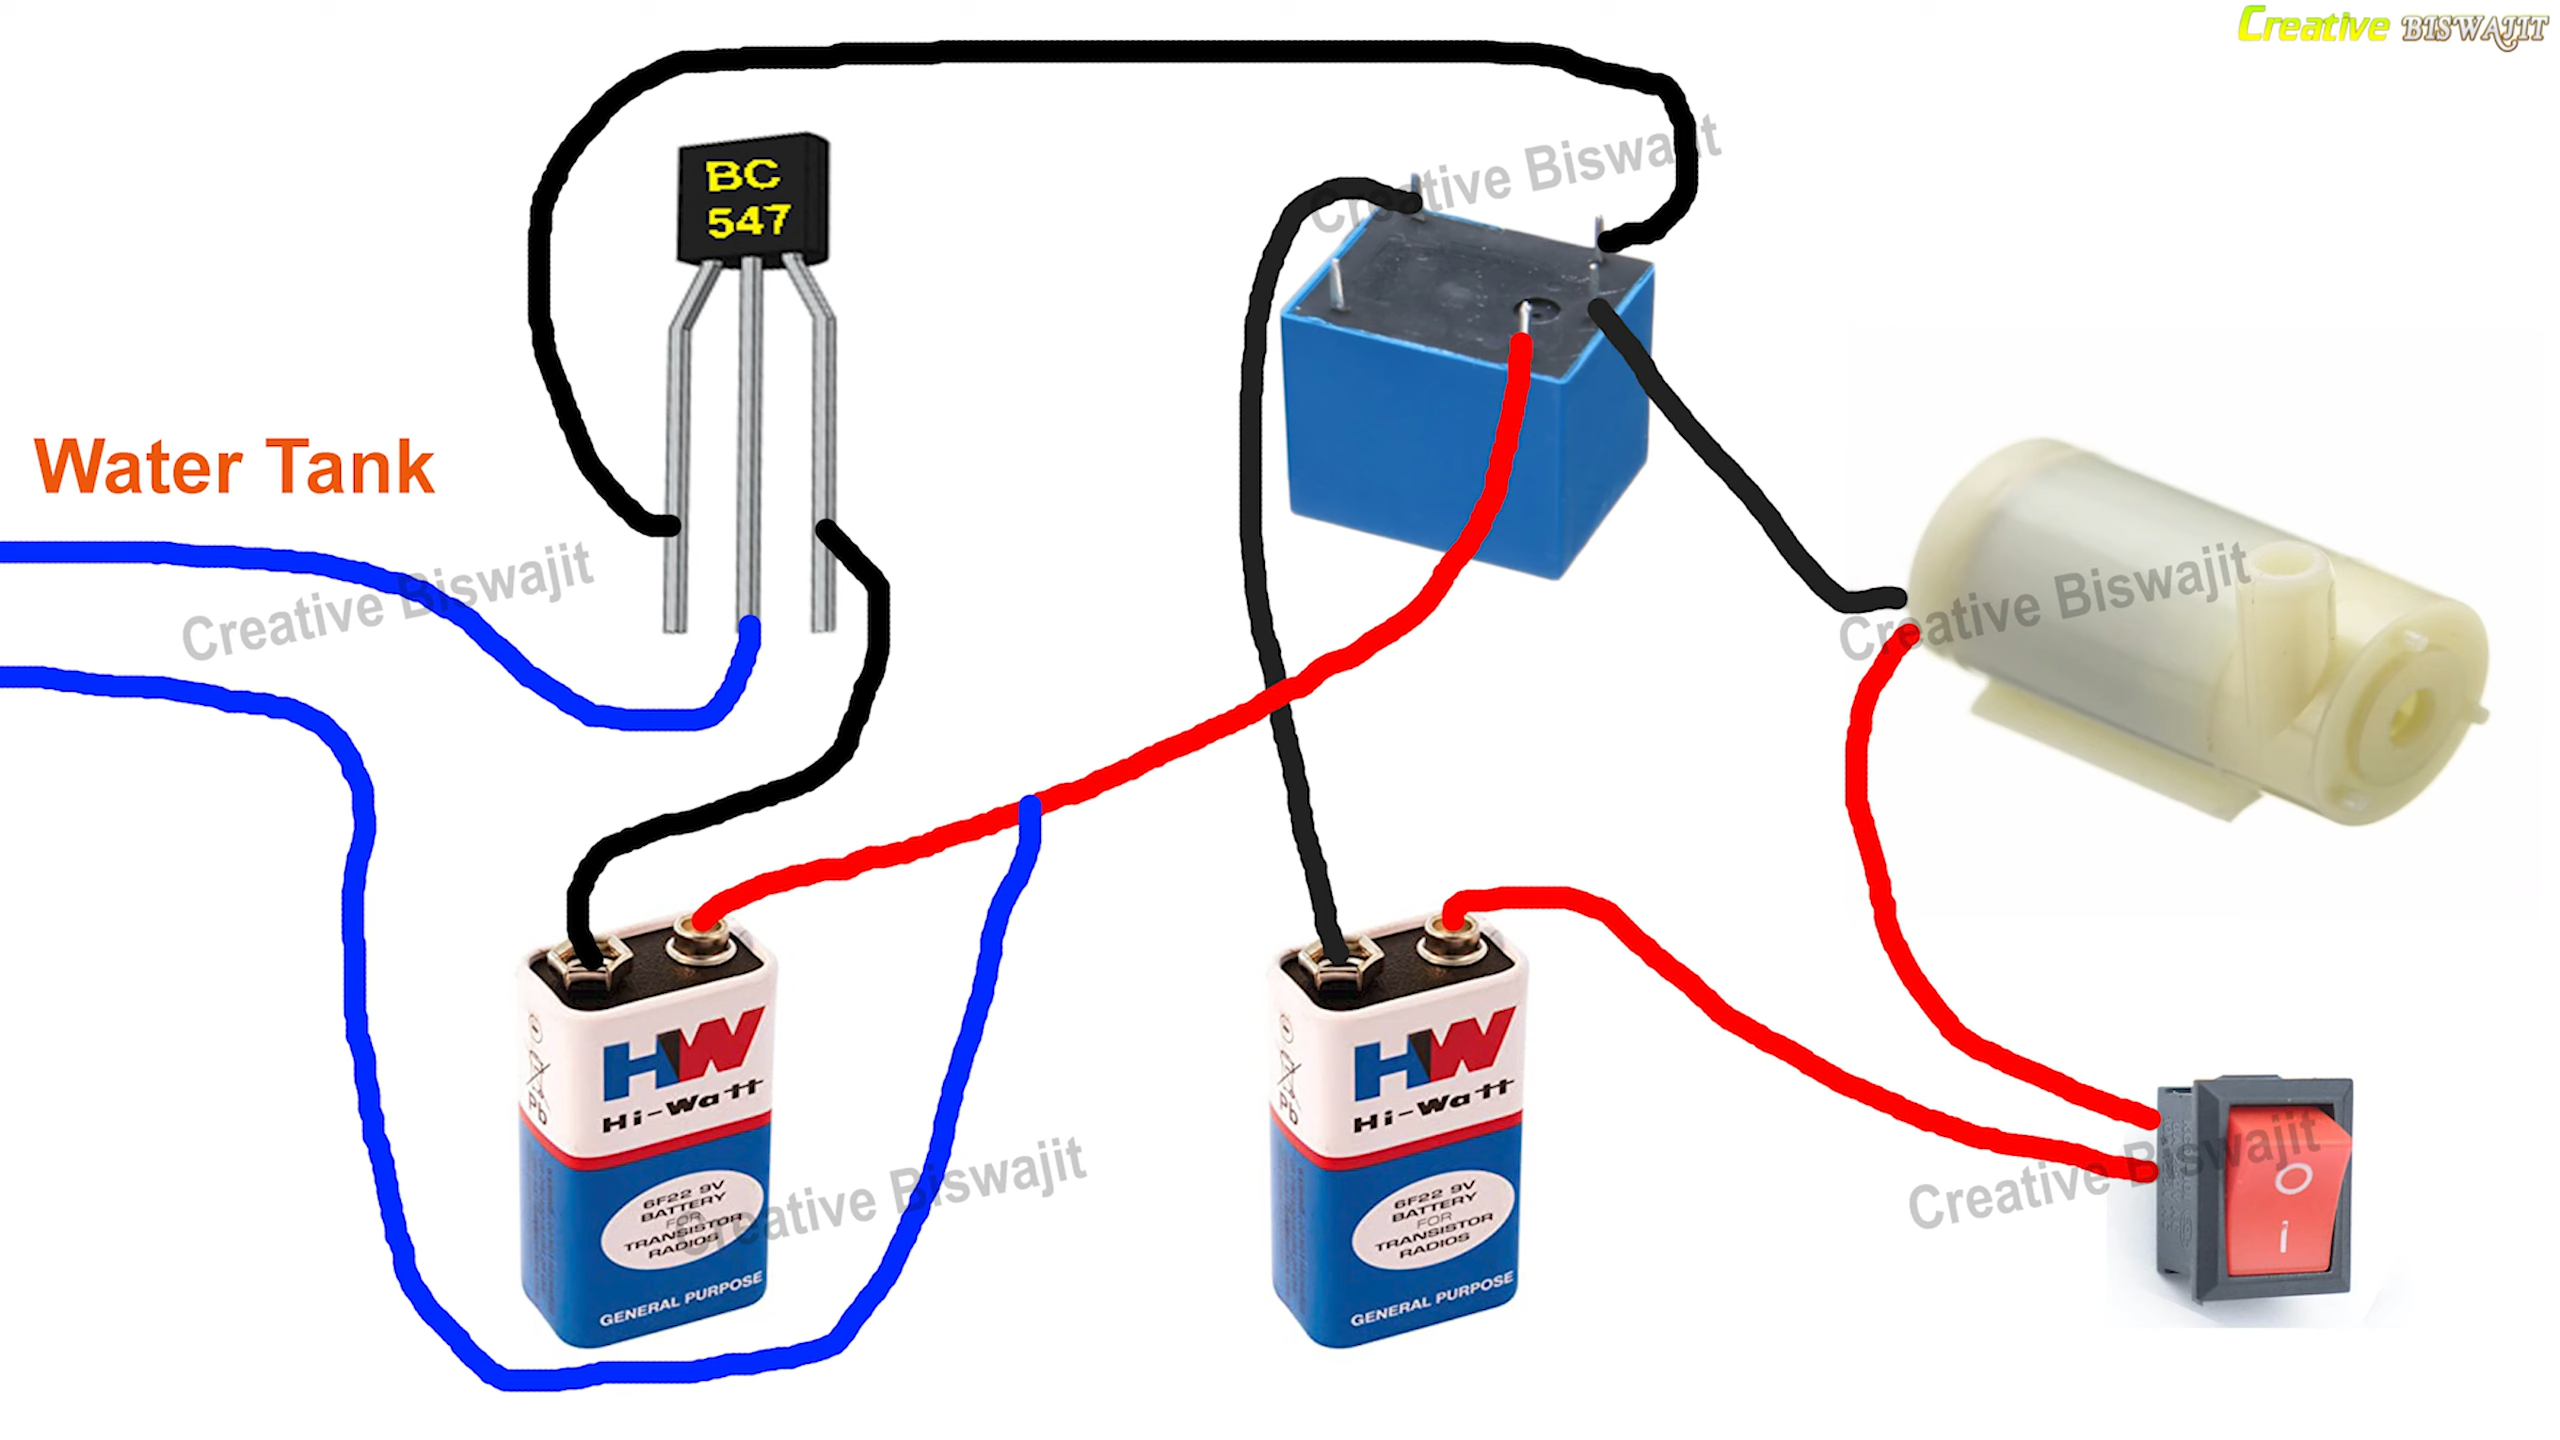 Creative BISWAJIT
Creative Biswajit
BC
547
Water Tank
Creative Biswajit
Creative Biswajit
HW
Hi-Watt
Pb
6F22 9V
BATTERY
FOR
TRANSISTOR
RADIOS
GENERAL PURPOSE
Creative Biswajit
HW
Hi-Watt
Pb
6F22 9V
BATTERY
FOR
TRANSISTOR
RADIOS
GENERAL PURPOSE
Creative Biswajit
O
I